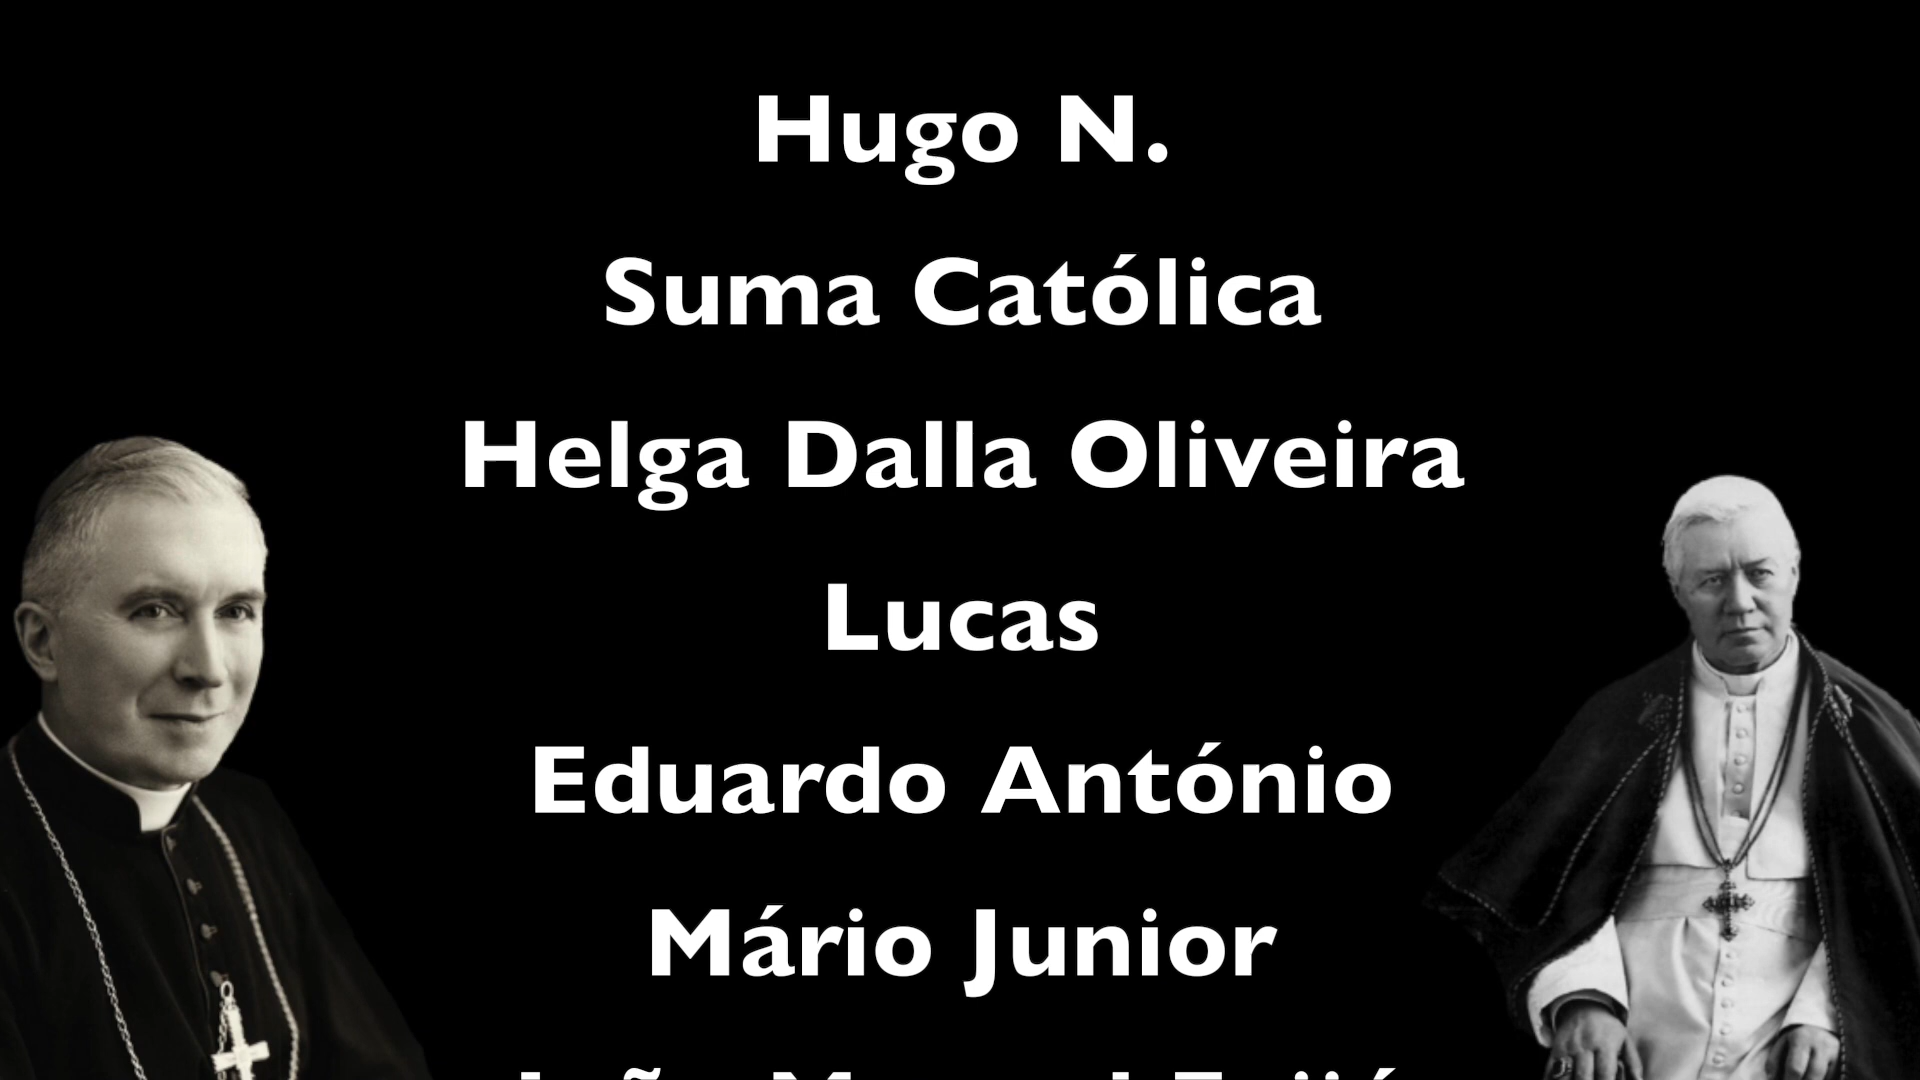 Hugo N.
Suma Católica
Helga Dalla Oliveira
Lucas
Eduardo António
Mário Junior